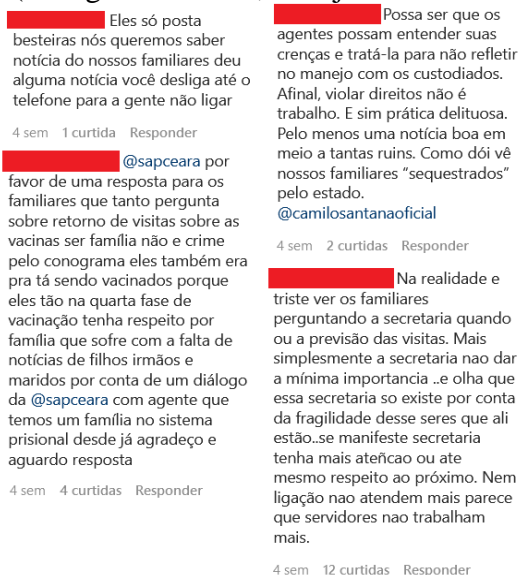 Eles só posta
besteiras nós queremos saber
notícia do nossos familiares deu
alguma notícia você desliga até o
telefone para a gente não ligar
4 sem 1 curtida Responder
@sapceara por
favor de uma resposta para os
familiares que tanto pergunta
sobre retorno de visitas sobre as
vacinas ser família não e crime
pelo conograma eles também era
pra tá sendo vacinados porque
eles tão na quarta fase de
vacinação tenha respeito por
família que sofre com a falta de
notícias de filhos irmãos e
maridos por conta de um diálogo
da @sapceara com agente que
temos um família no sistema
prisional desde já agradeço e
aguardo resposta
4 sem 4 curtidas Responder
Possa ser que os
agentes possam entender suas
crenças e tratá-la para não refletir
no manejo com os custodiados.
Afinal, violar direitos não é
trabalho. E sim prática delituosa.
Pelo menos uma notícia boa em
meio a tantas ruins. Como dói vê
nossos familiares “sequestrados”
pelo estado.
@camilosantanaoficial
4 sem 2 curtidas Responder
Na realidade e
triste ver os familiares
perguntando a secretaria quando
ou a previsão das visitas. Mais
simplesmente a secretaria nao dar
a mínima importancia ..e olha que
essa secretaria so existe por conta
da fragilidade desse seres que ali
estão..se manifeste secretaria
tenha mais ateñcao ou ate
mesmo respeito ao próximo. Nem
ligação nao atendem mais parece
que servidores nao trabalham
mais.
4 sem 12 curtidas Responder